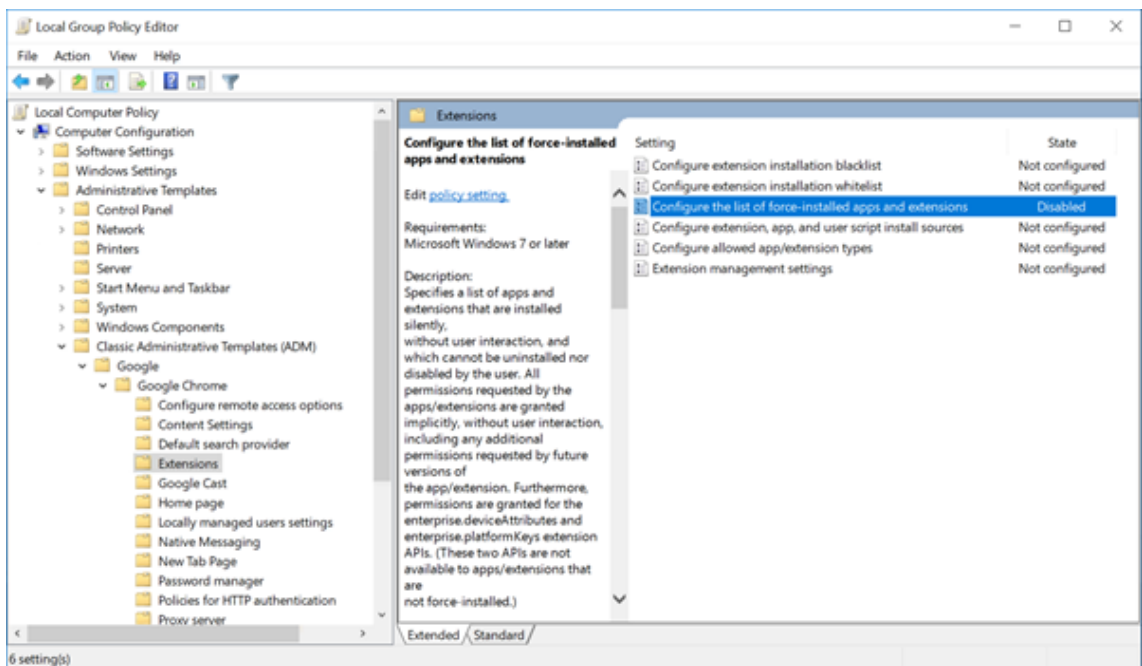 Local Group Policy Editor
File Action View Help
Local Computer Policy
Computer Configuration
Software Settings
Windows Settings
Administrative Templates
Control Panel
Network
Printers
Server
Start Menu and Taskbar
System
Windows Components
Classic Administrative Templates (ADM)
Google
Google Chrome
Configure remote access options
Content Settings
Default search provider
Extensions
Google Cast
Home page
Locally managed users settings
Native Messaging
New Tab Page
Password manager
Policies for HTTP authentication
Proxy server
Extensions
Configure the list of force-installed
apps and extensions
Edit policy setting.
Requirements:
Microsoft Windows 7 or later
Description:
Specifies a list of apps and
extensions that are installed
silently,
without user interaction, and
which cannot be uninstalled nor
disabled by the user. All
permissions requested by the
apps/extensions are granted
implicitly, without user interaction,
including any additional
permissions requested by future
versions of
the app/extension. Furthermore,
permissions are granted for the
enterprise.deviceAttributes and
enterprise.platformKeys extension
APIs. (These two APIs are not
available to apps/extensions that
are
not force-installed.)
Setting State
Configure extension installation blacklist Not configured
Configure extension installation whitelist Not configured
Configure the list of force-installed apps and extensions Disabled
Configure extension, app, and user script install sources Not configured
Configure allowed app/extension types Not configured
Extension management settings Not configured
Extended Standard
6 setting(s)